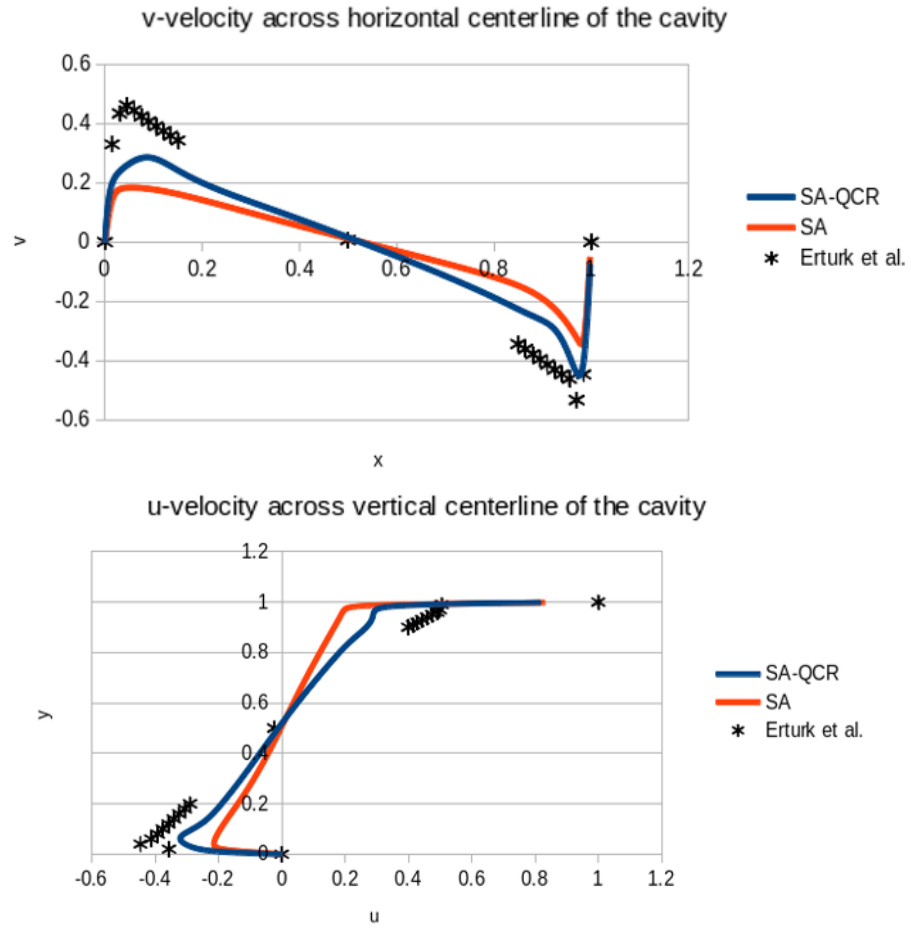 v-velocity across horizontal centerline of the cavity
0.6
0.4
0.2
0
-0.2
-0.4
-0.6
0 0.2 0.4 0.6 0.8 1 1.2
v
x
SA-QCR
SA
Erturk et al.
u-velocity across vertical centerline of the cavity
1.2
1
0.8
0.6
0.4
0.2
0
-0.6 -0.4 -0.2 0 0.2 0.4 0.6 0.8 1 1.2
y
u
SA-QCR
SA
Erturk et al.